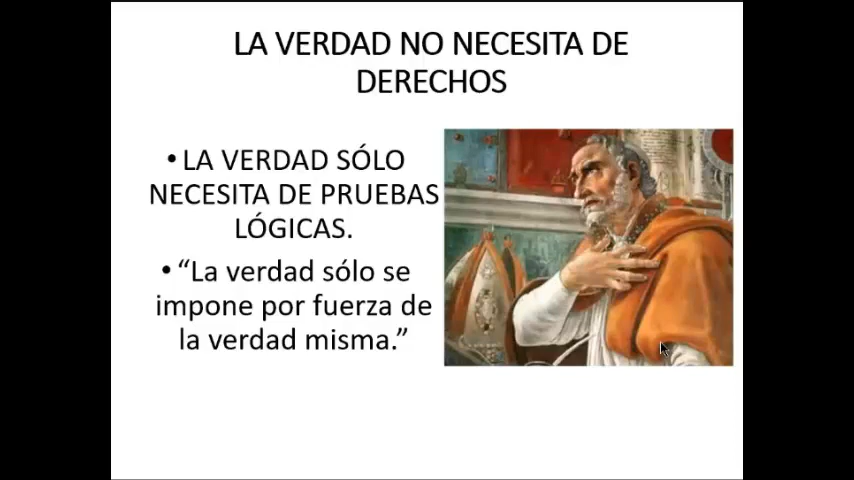 LA VERDAD NO NECESITA DE
DERECHOS
•LA VERDAD SÓLO
NECESITA DE PRUEBAS
LÓGICAS.
•“La verdad sólo se
impone por fuerza de
la verdad misma.”